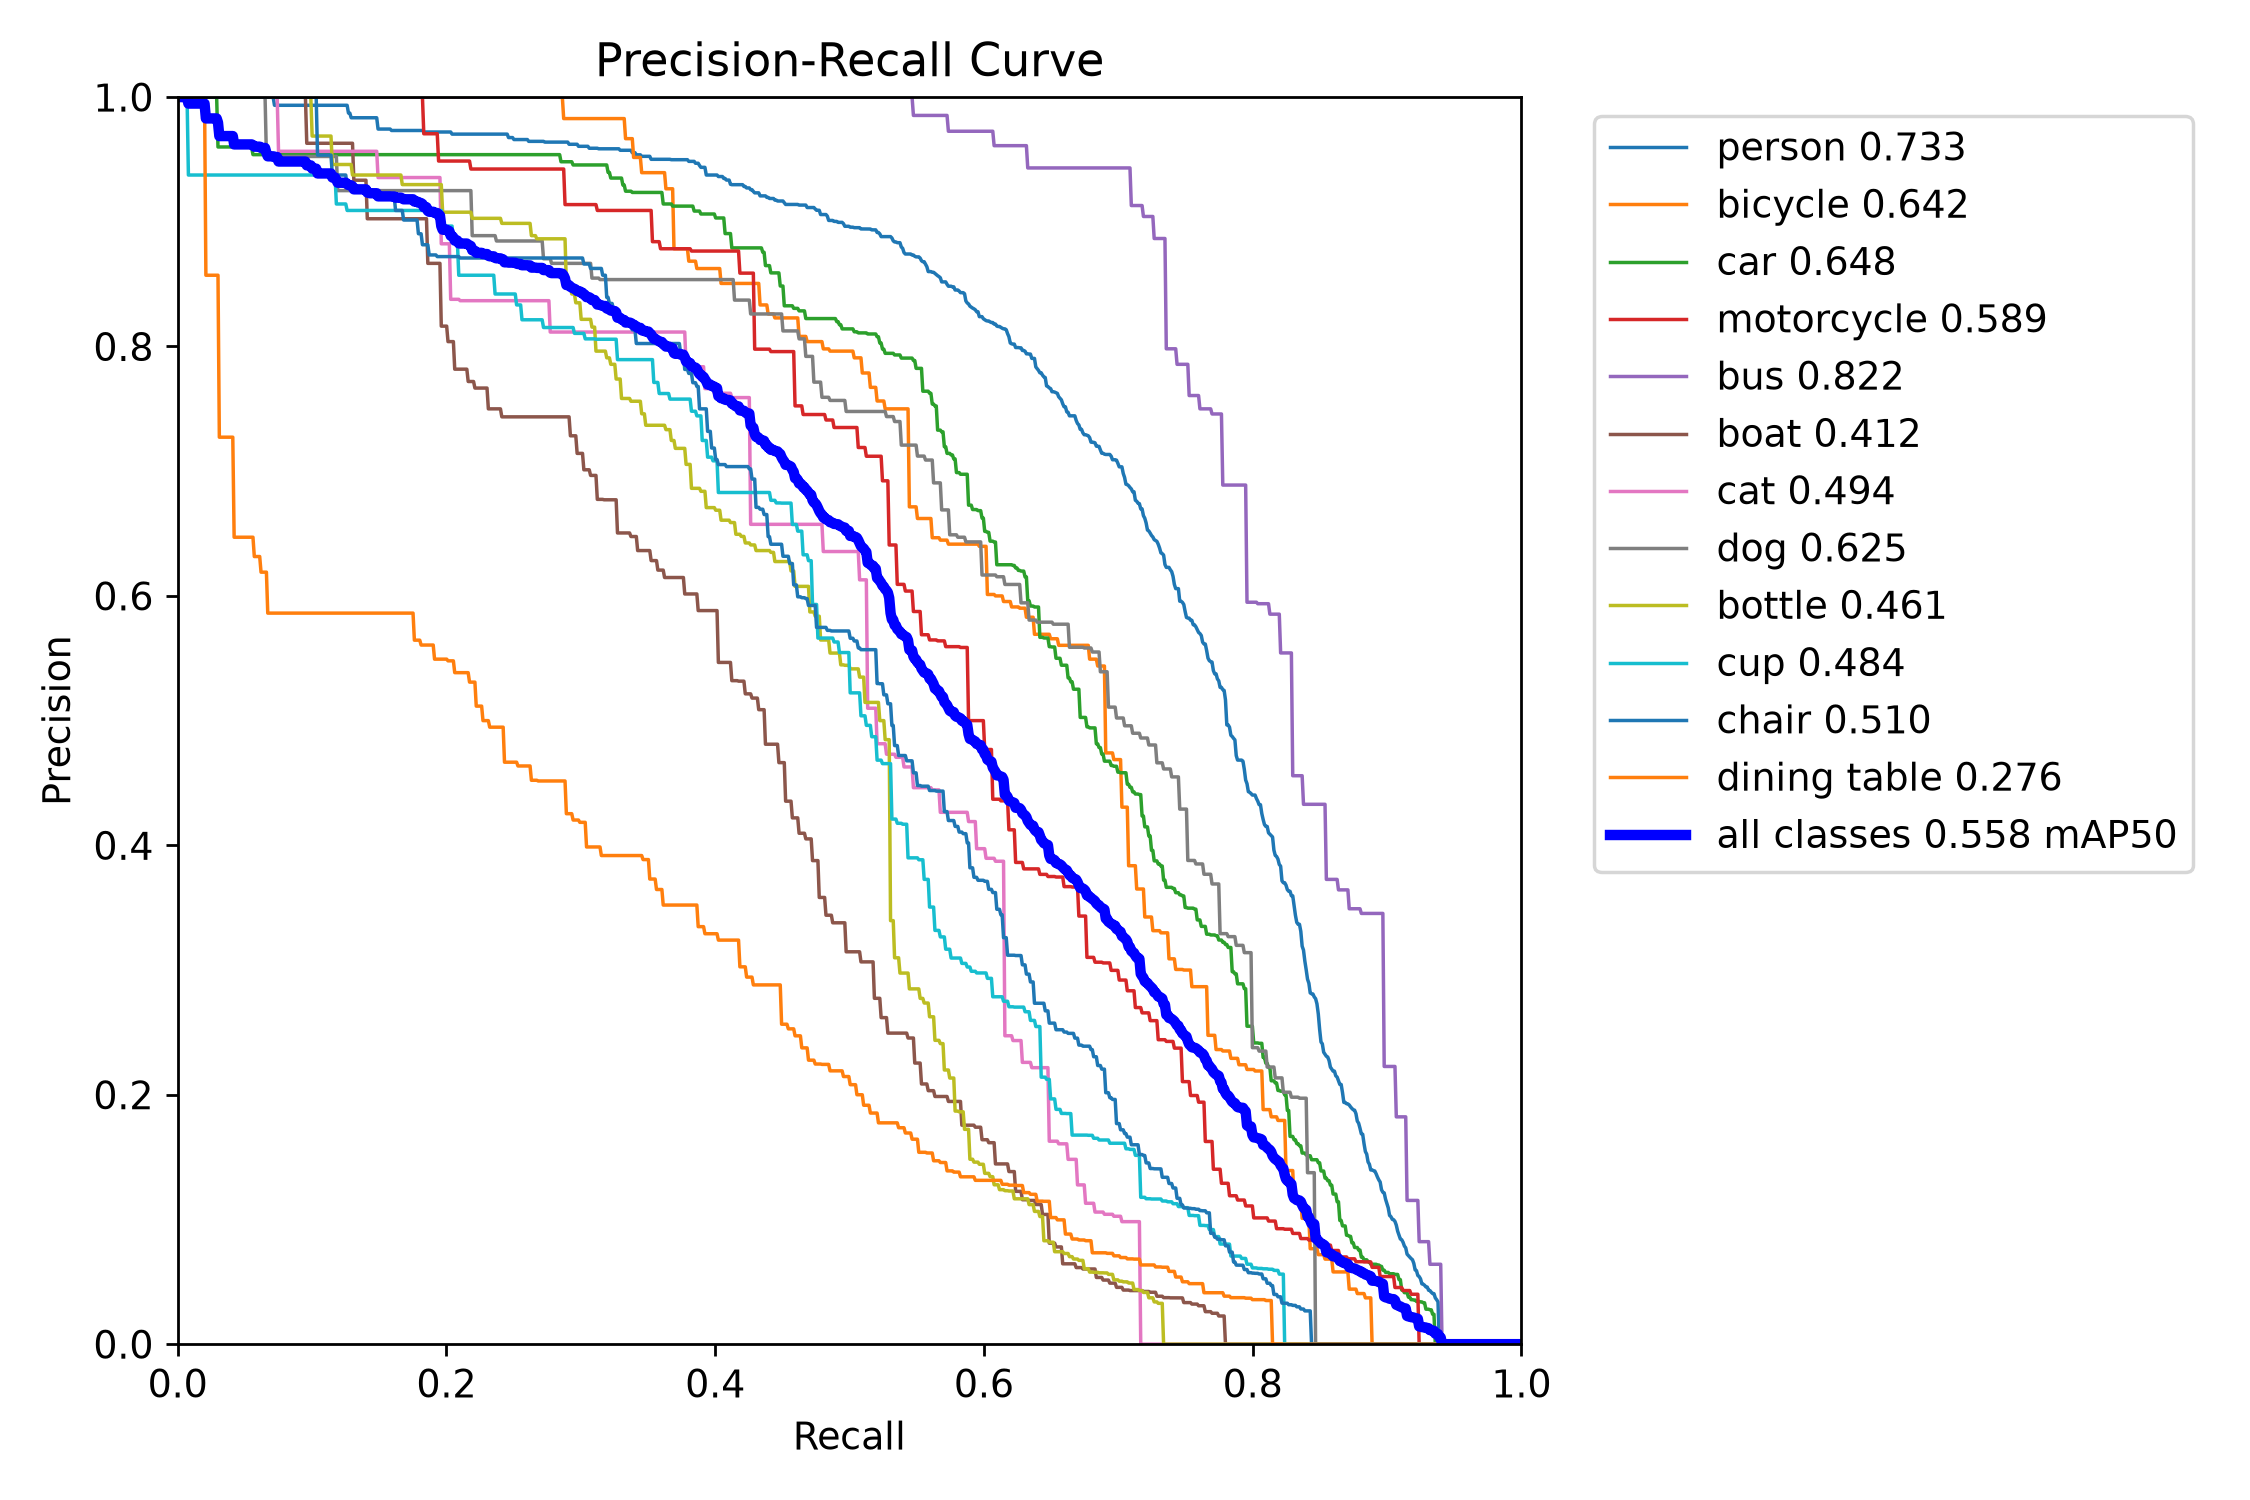 Precision-Recall Curve
1.0
0.8
0.6
0.4
0.2
0.0
Precision
0.0 0.2 0.4 0.6 0.8 1.0
Recall
person 0.733
bicycle 0.642
car 0.648
motorcycle 0.589
bus 0.822
boat 0.412
cat 0.494
dog 0.625
bottle 0.461
cup 0.484
chair 0.510
dining table 0.276
all classes 0.558 mAP50